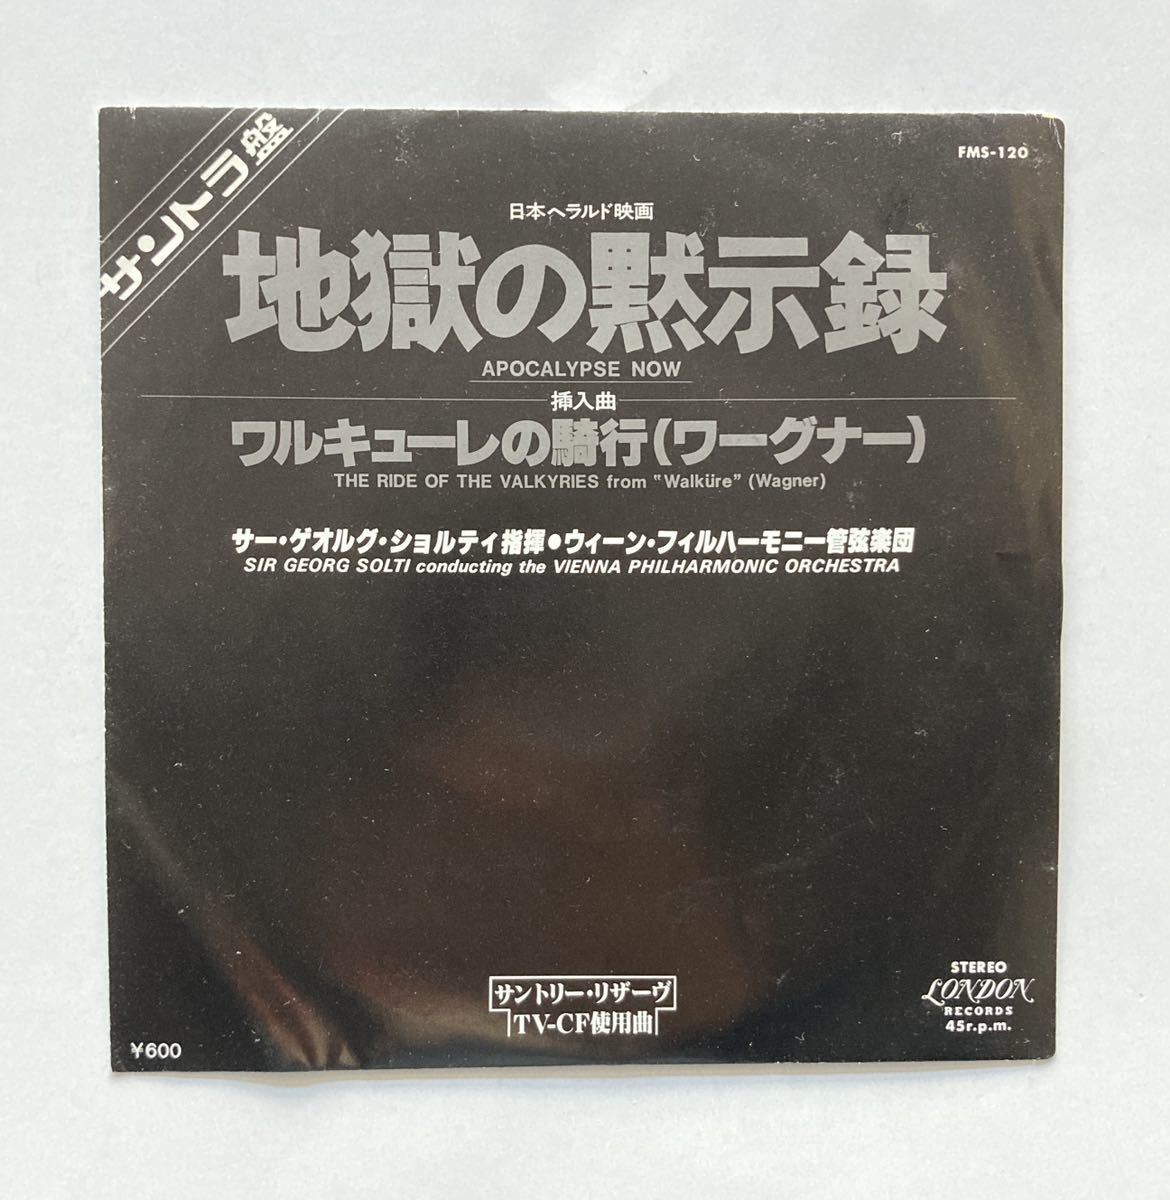 サントラ盤
FMS-120
日本ヘラルド映画
地獄の黙示録
APOCALYPSE NOW
挿入曲
ワルキューレの騎行(ワーグナー)
THE RIDE OF THE VALKYRIES from "Walküre" (Wagner)
サー・ゲオルグ・ショルティ指揮●ウィーン・フィルハーモニー管弦楽団
SIR GEORG SOLTI conducting the VIENNA PHILHARMONIC ORCHESTRA
サントリー・リザーヴ
TV-CF使用曲
STEREO
LONDON
RECORDS
45r.p.m.
¥600